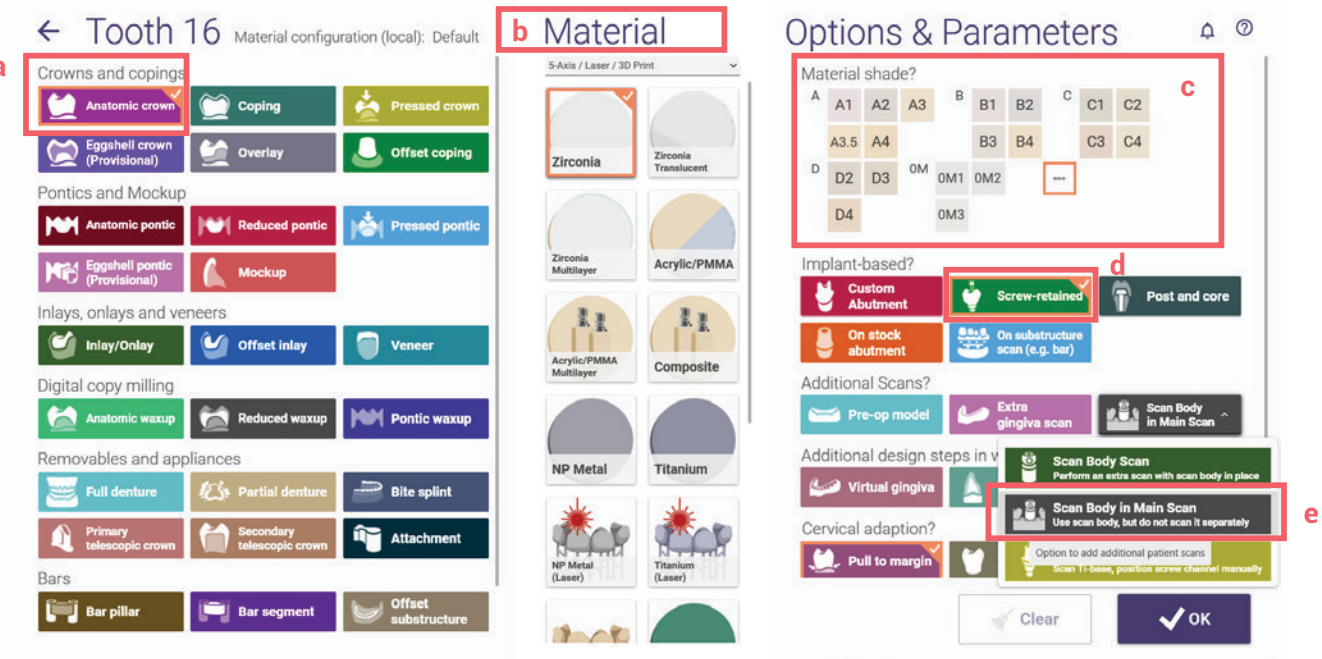 Tooth 16 Material configuration (local): Default
a
Crowns and copings
Anatomic crown
Coping
Pressed crown
Eggshell crown
(Provisional)
Overlay
Offset coping
Pontics and Mockup
Anatomic pontic
Reduced pontic
Pressed pontic
Eggshell pontic
(Provisional)
Mockup
Inlays, onlays and veneers
Inlay/Onlay
Offset inlay
Veneer
Digital copy milling
Anatomic waxup
Reduced waxup
Pontic waxup
Removables and appliances
Full denture
Partial denture
Bite splint
Primary
telescopic crown
Secondary
telescopic crown
Attachment
Bars
Bar pillar
Bar segment
Offset
substructure
b Material
5-Axis / Laser / 3D Print
Zirconia
Zirconia
Translucent
Zirconia
Multilayer
Acrylic/PMMA
Acrylic/PMMA
Multilayer
Composite
NP Metal
Titanium
NP Metal
(Laser)
Titanium
(Laser)
Options & Parameters
Material shade?
c
A A1 A2 A3 B B1 B2 C C1 C2
A3.5 A4 B3 B4 C3 C4
D D2 D3 0M 0M1 0M2 ---
D4 0M3
Implant-based?
d
Custom
Abutment
Screw-retained
Post and core
On stock
abutment
On substructure
scan (e.g. bar)
Additional Scans?
Pre-op model
Extra
gingiva scan
Scan Body
in Main Scan
Additional design steps in w
Virtual gingiva
Scan Body Scan
Perform an extra scan with scan body in place
Scan Body in Main Scan
Use scan body, but do not scan it separately
e
Cervical adaption?
Pull to margin
Option to add additional patient scans
Scan Ti-base, position screw channel manually
Clear
OK